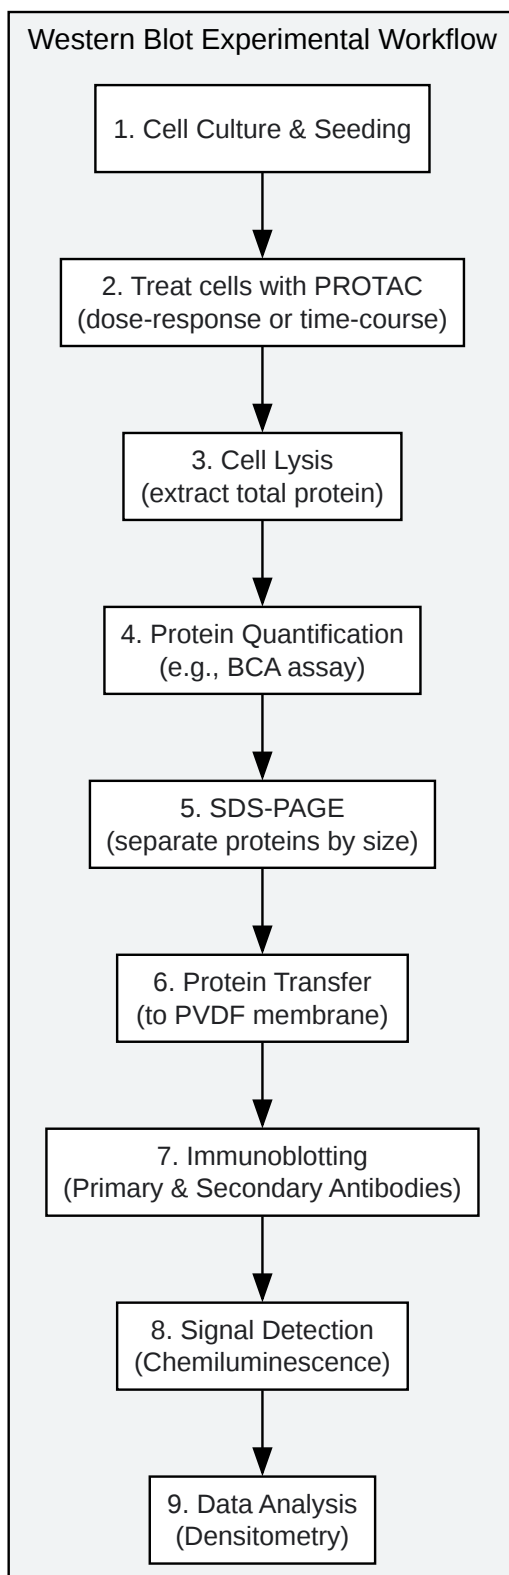 Western Blot Experimental Workflow
1. Cell Culture & Seeding
2. Treat cells with PROTAC
(dose-response or time-course)
3. Cell Lysis
(extract total protein)
4. Protein Quantification
(e.g., BCA assay)
5. SDS-PAGE
(separate proteins by size)
6. Protein Transfer
(to PVDF membrane)
7. Immunoblotting
(Primary & Secondary Antibodies)
8. Signal Detection
(Chemiluminescence)
9. Data Analysis
(Densitometry)